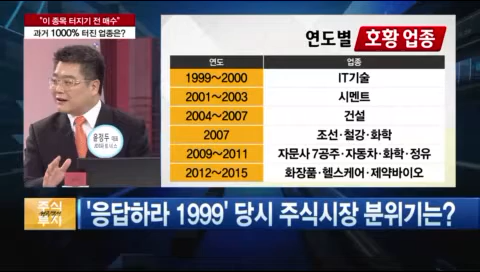 "이 종목 터지기 전 매수"
과거 1000% 터진 업종은?
연도별 호황 업종
연도 업종
1999~2000 IT기술
2001~2003 시멘트
2004~2007 건설
2007 조선·철강·화학
2009~2011 자문사 7공주·자동차·화학·정유
2012~2015 화장품·헬스케어·제약바이오
윤정두 대표
주식
투자
'응답하라 1999' 당시 주식시장 분위기는?